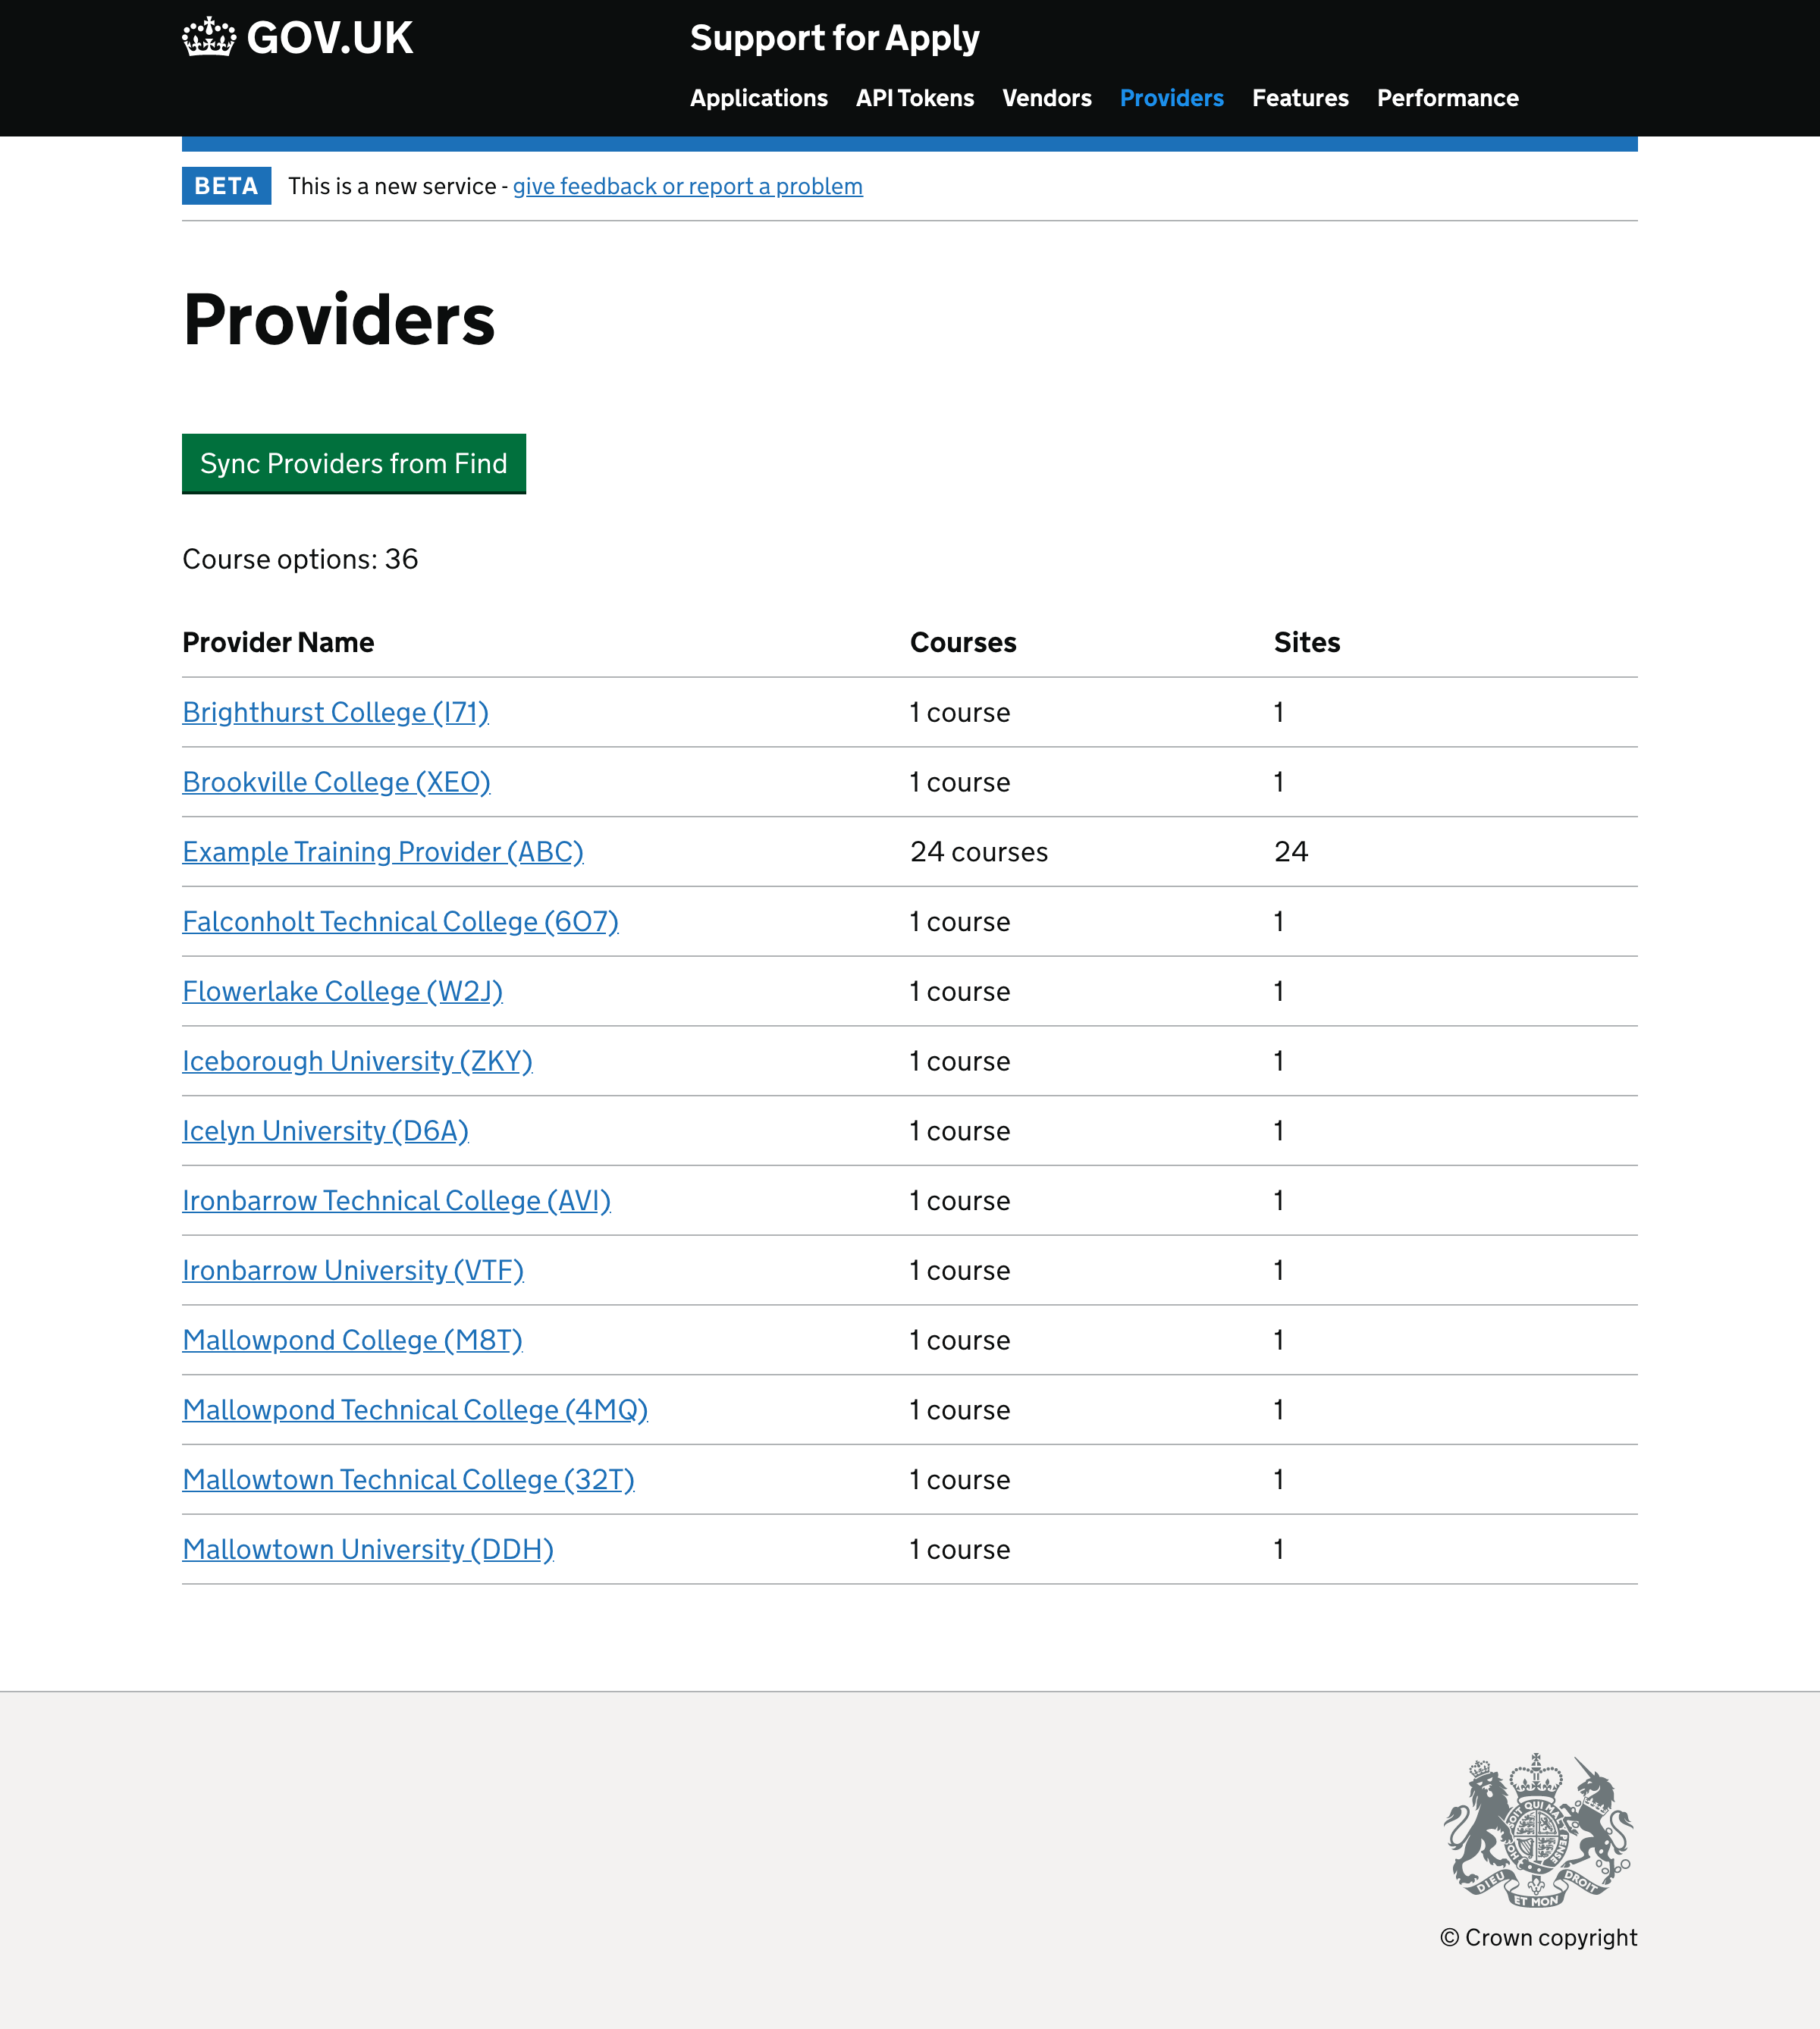 GOV.UK
Support for Apply
Applications API Tokens Vendors Providers Features Performance
BETA This is a new service - give feedback or report a problem
Providers
Sync Providers from Find
Course options: 36
Provider Name Courses Sites
Brighthurst College (I71) 1 course 1
Brookville College (XEO) 1 course 1
Example Training Provider (ABC) 24 courses 24
Falconholt Technical College (6O7) 1 course 1
Flowerlake College (W2J) 1 course 1
Iceborough University (ZKY) 1 course 1
Icelyn University (D6A) 1 course 1
Ironbarrow Technical College (AVI) 1 course 1
Ironbarrow University (VTF) 1 course 1
Mallowpond College (M8T) 1 course 1
Mallowpond Technical College (4MQ) 1 course 1
Mallowtown Technical College (32T) 1 course 1
Mallowtown University (DDH) 1 course 1
DIEU ET MON DROIT
© Crown copyright